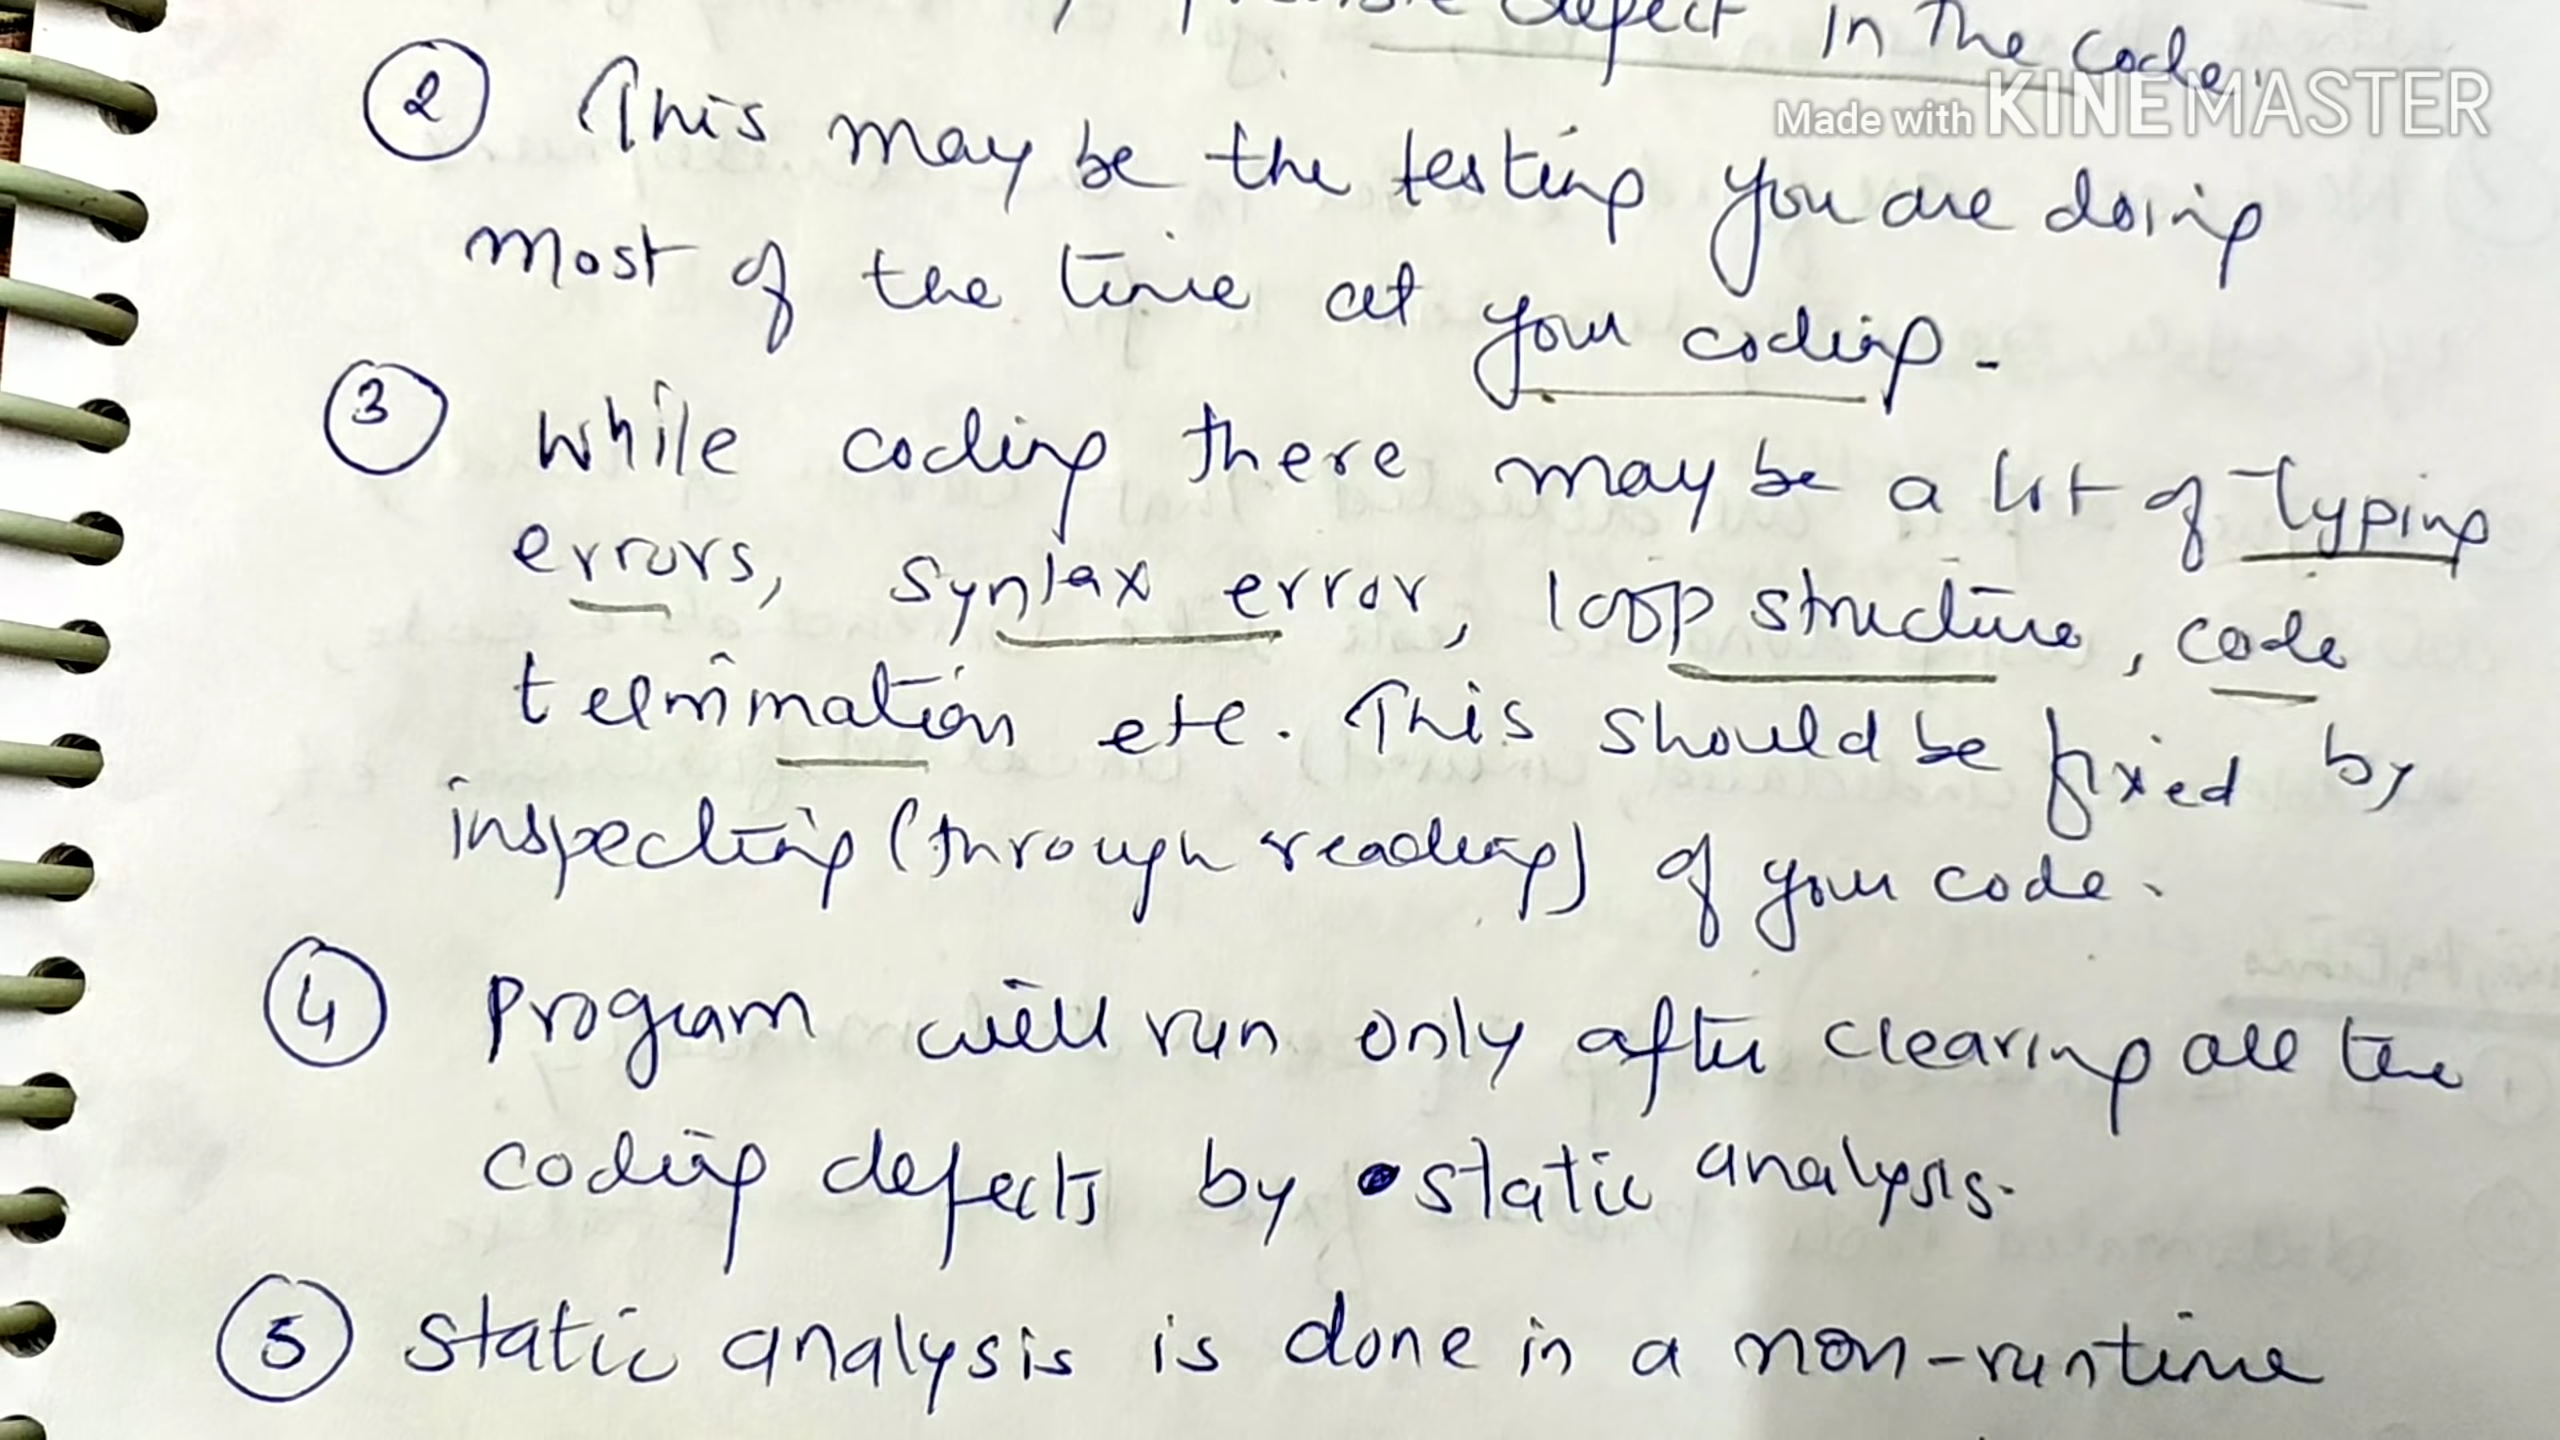 defect in the code.
Made with KINEMASTER
② This may be the testing you are doing
most of the time at your coding.
③ While coding there may be a lot of typing
errors, syntax error, loop structure, code
termination etc. This should be fixed by
inspecting (through reading) of your code.
④ Program will run only after clearing all the
coding defects by static analysis.
⑤ Static analysis is done in a non-runtime